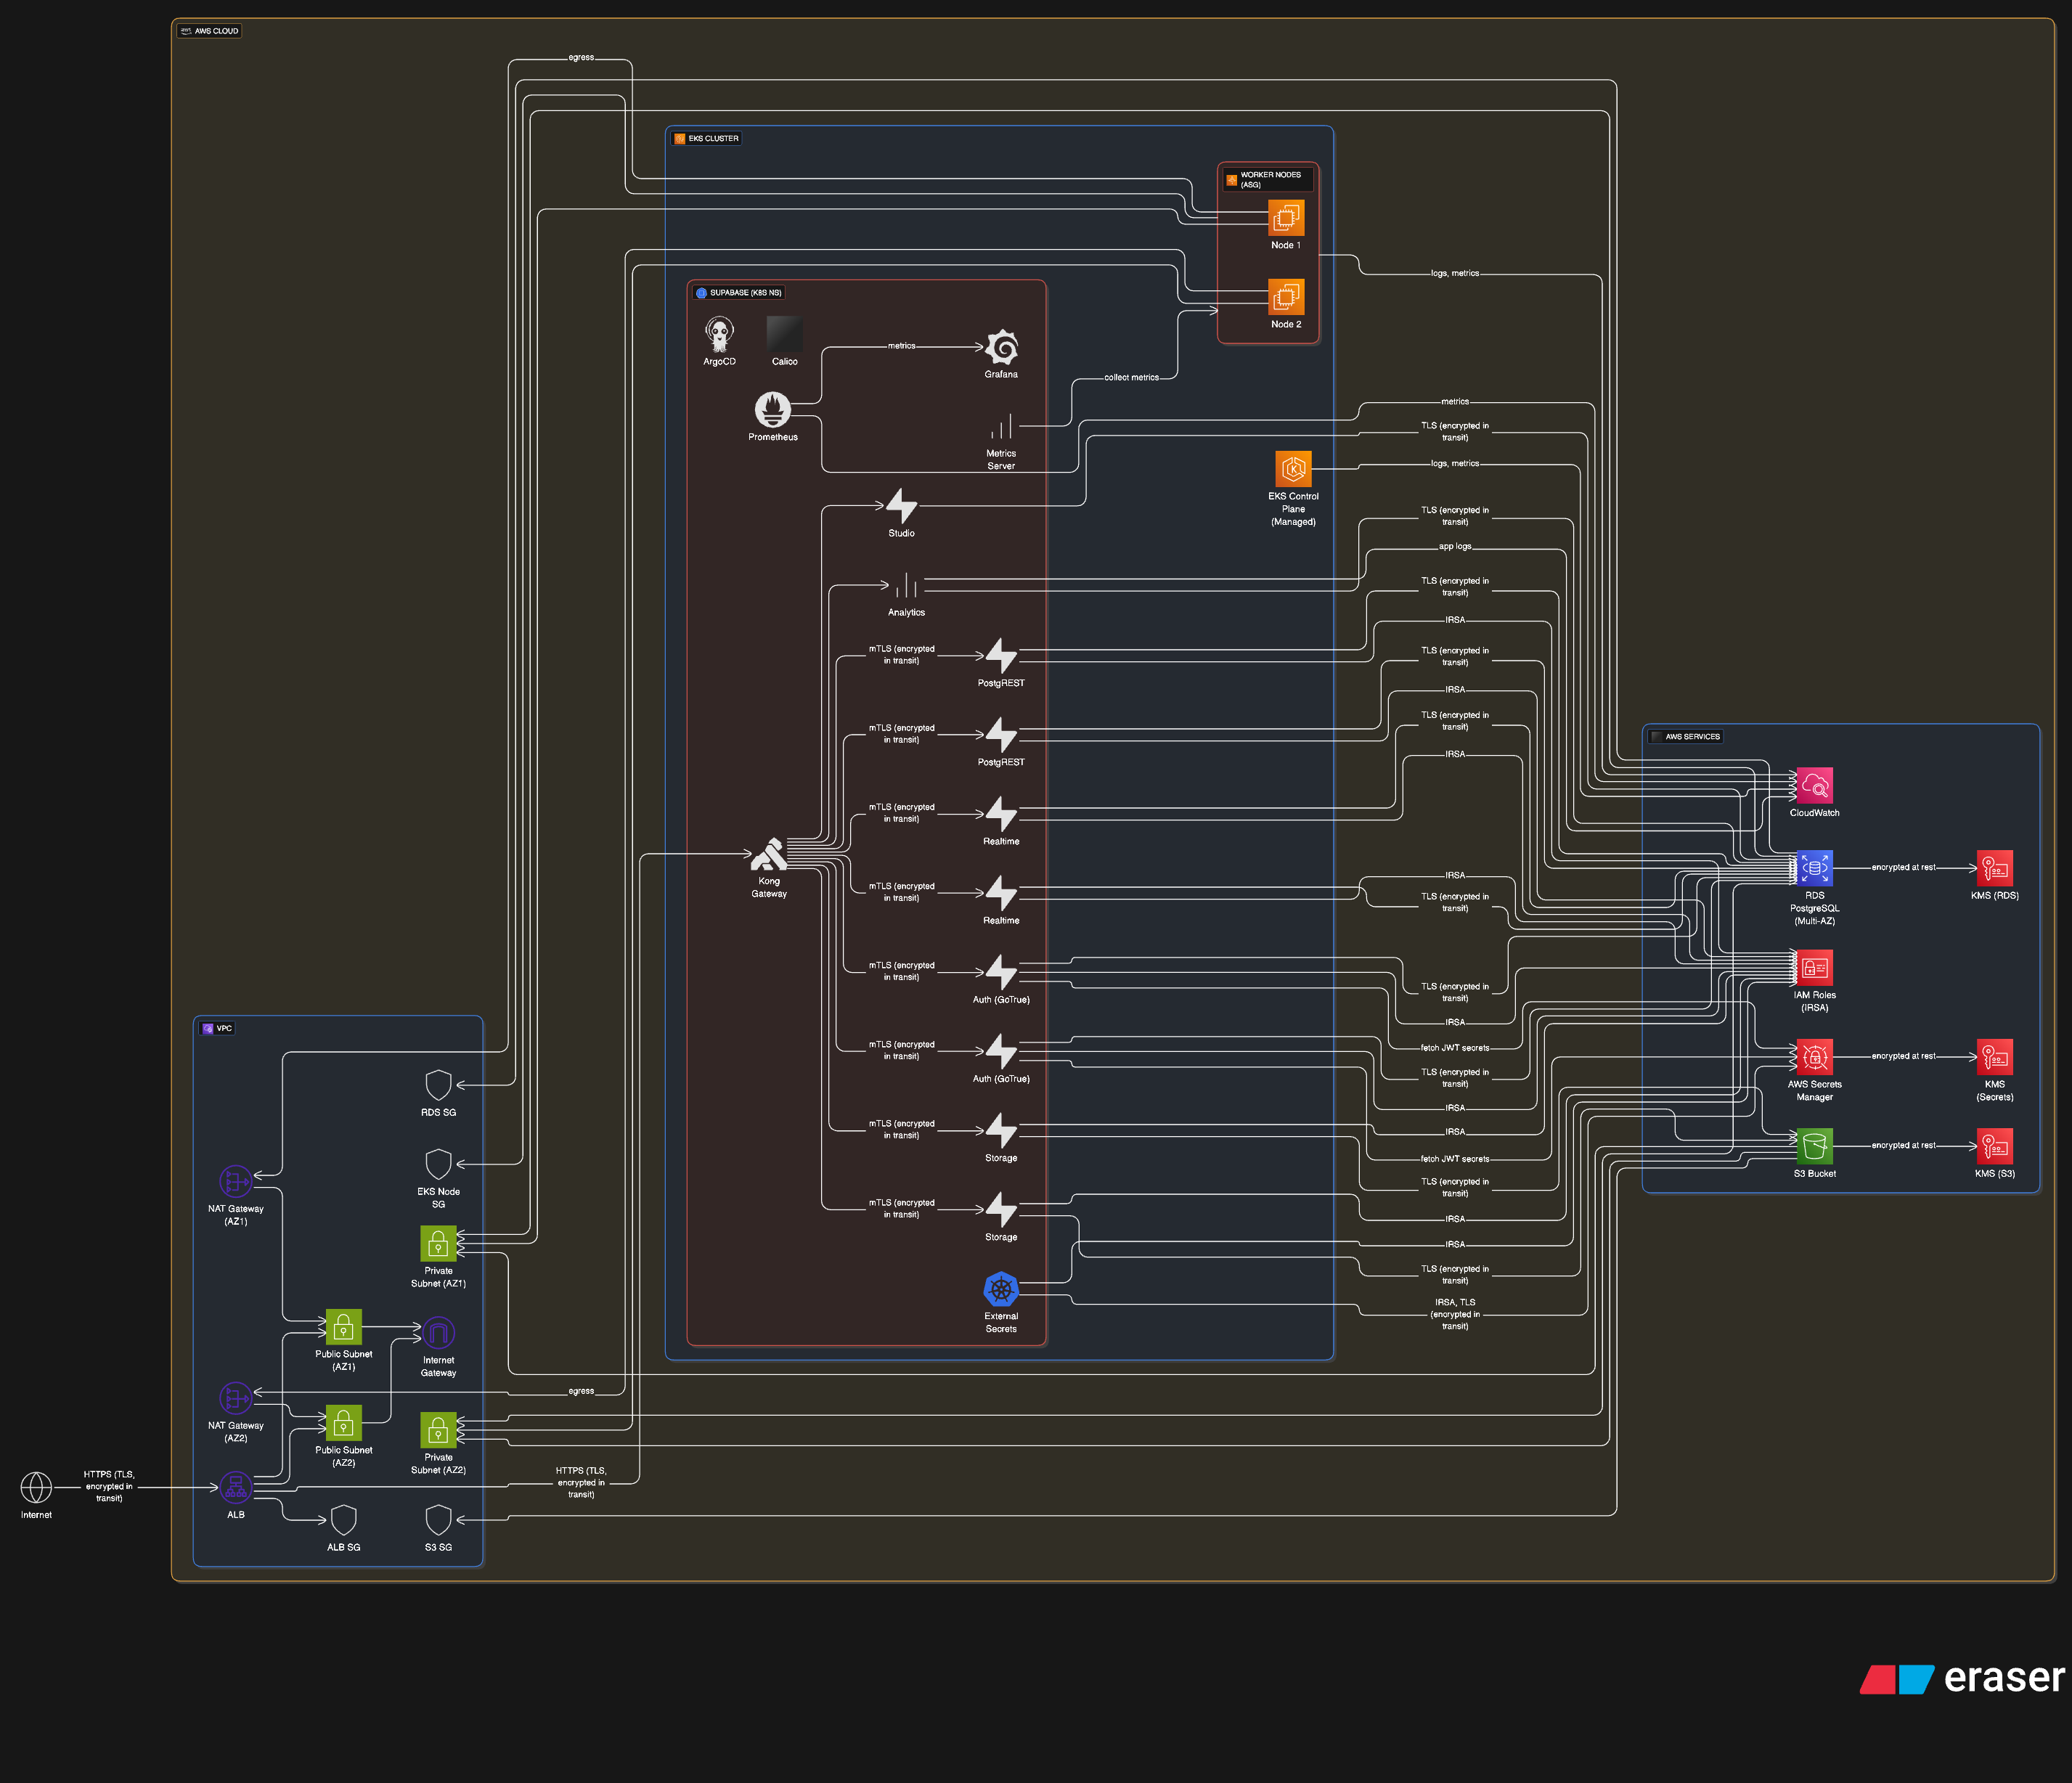 aws AWS CLOUD
egress
EKS CLUSTER
WORKER NODES
(ASG)
Node 1
Node 2
logs, metrics
SUPABASE (K8S NS)
ArgoCD
Calico
metrics
Grafana
collect metrics
Prometheus
Metrics
Server
metrics
TLS (encrypted in
transit)
logs, metrics
EKS Control
Plane
(Managed)
Studio
TLS (encrypted in
transit)
app logs
Analytics
TLS (encrypted in
transit)
IRSA
mTLS (encrypted
in transit)
PostgREST
TLS (encrypted in
transit)
IRSA
mTLS (encrypted
in transit)
PostgREST
TLS (encrypted in
transit)
IRSA
mTLS (encrypted
in transit)
Realtime
Kong
Gateway
mTLS (encrypted
in transit)
Realtime
IRSA
TLS (encrypted in
transit)
mTLS (encrypted
in transit)
Auth (GoTrue)
TLS (encrypted in
transit)
IRSA
fetch JWT secrets
mTLS (encrypted
in transit)
Auth (GoTrue)
TLS (encrypted in
transit)
IRSA
mTLS (encrypted
in transit)
Storage
IRSA
fetch JWT secrets
TLS (encrypted in
transit)
mTLS (encrypted
in transit)
Storage
IRSA
IRSA
TLS (encrypted in
transit)
External
Secrets
IRSA, TLS
(encrypted in
transit)
AWS SERVICES
CloudWatch
RDS
PostgreSQL
(Multi-AZ)
encrypted at rest
KMS (RDS)
IAM Roles
(IRSA)
AWS Secrets
Manager
encrypted at rest
KMS
(Secrets)
S3 Bucket
encrypted at rest
KMS (S3)
VPC
RDS SG
EKS Node
SG
NAT Gateway
(AZ1)
Private
Subnet (AZ1)
Public Subnet
(AZ1)
Internet
Gateway
egress
NAT Gateway
(AZ2)
Public Subnet
(AZ2)
Private
Subnet (AZ2)
HTTPS (TLS,
encrypted in
transit)
Internet
ALB
HTTPS (TLS,
encrypted in
transit)
ALB SG
S3 SG
eraser